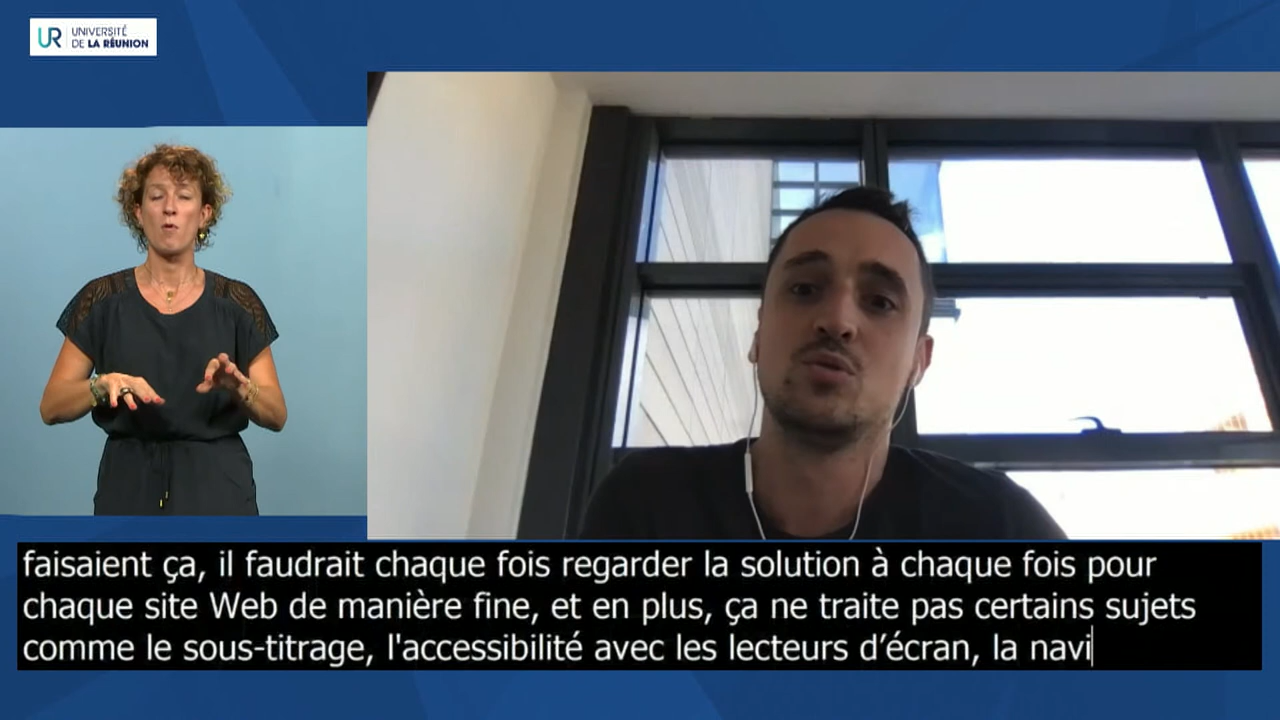 UR UNIVERSITÉ
DE LA RÉUNION
faisaient ça, il faudrait chaque fois regarder la solution à chaque fois pour
chaque site Web de manière fine, et en plus, ça ne traite pas certains sujets
comme le sous-titrage, l'accessibilité avec les lecteurs d’écran, la navi